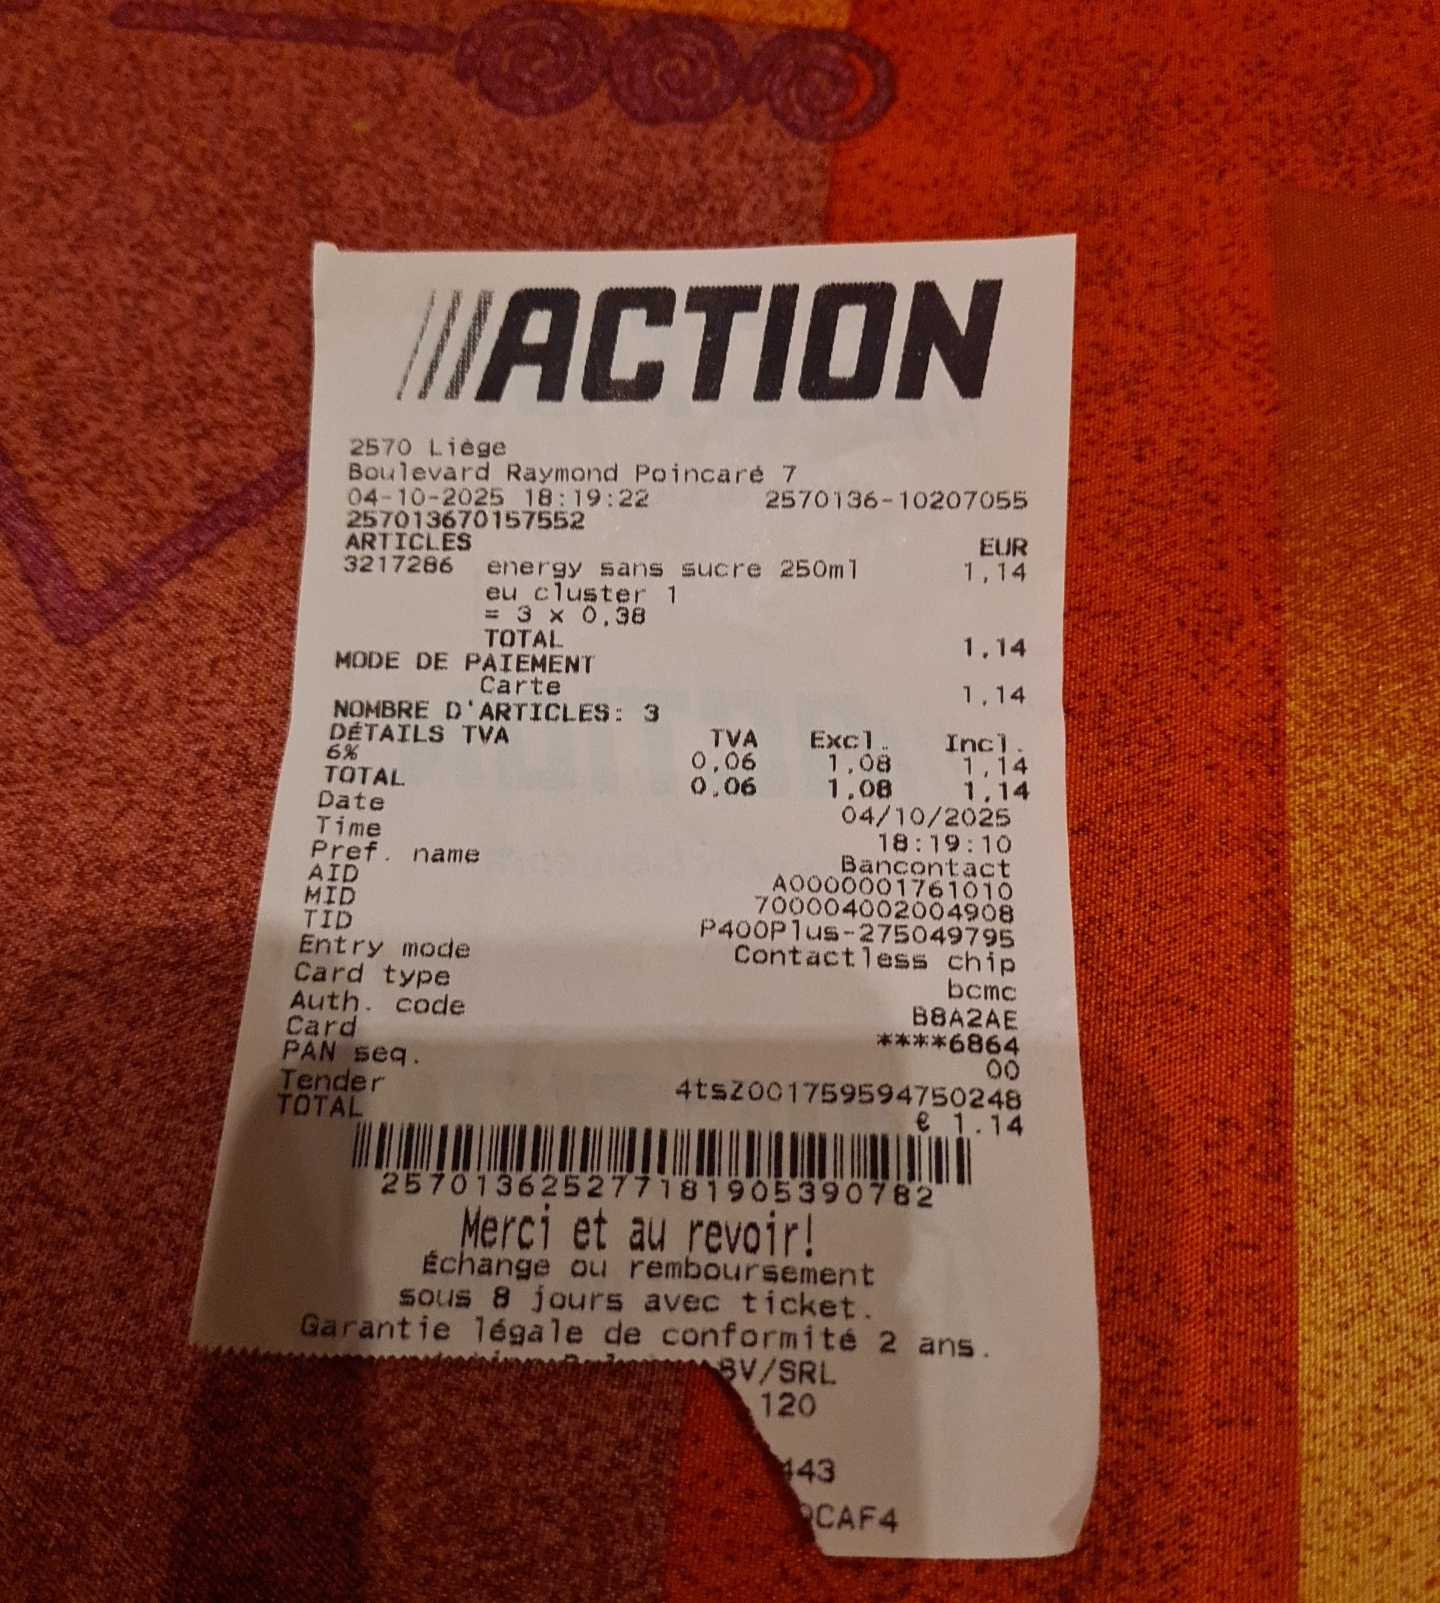 ACTION
2570 Liège
Boulevard Raymond Poincaré 7
04-10-2025 18:19:22 2570136-10207055
257013670157552
ARTICLES EUR
3217286 energy sans sucre 250ml 1,14
eu cluster 1
= 3 x 0,38
TOTAL 1,14
MODE DE PAIEMENT
Carte 1,14
NOMBRE D'ARTICLES: 3
DÉTAILS TVA TVA Excl. Incl.
6% 0,06 1,08 1,14
TOTAL 0,06 1,08 1,14
Date 04/10/2025
Time 18:19:10
Pref. name Bancontact
AID A0000001761010
MID 700004002004908
TID P400Plus-275049795
Entry mode Contactless chip
Card type bcmc
Auth. code B8A2AE
Card ****6864
PAN seq. 00
Tender 4tsZ001759594750248
TOTAL € 1.14
257013625277181905390782
Merci et au revoir!
Échange ou remboursement
sous 8 jours avec ticket.
Garantie légale de conformité 2 ans.
BV/SRL
120
443
CAF4